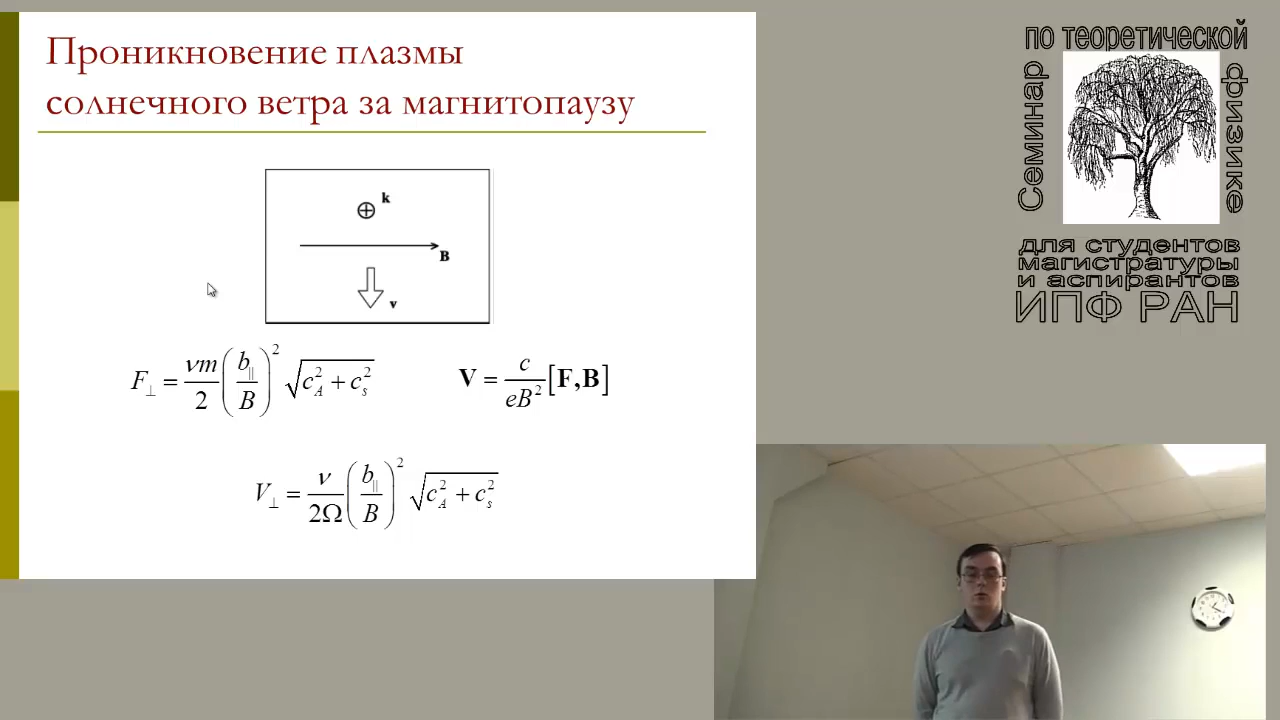 Проникновение плазмы
солнечного ветра за магнитопаузу
k
B
v
F⊥ = νm/2 (b∥/B)² √(c_A² + c_s²)
V = c/(eB²) [F,B]
V⊥ = ν/(2Ω) (b∥/B)² √(c_A² + c_s²)
Семинар
по теоретической
физике
для студентов
магистратуры
и аспирантов
ИПФ РАН